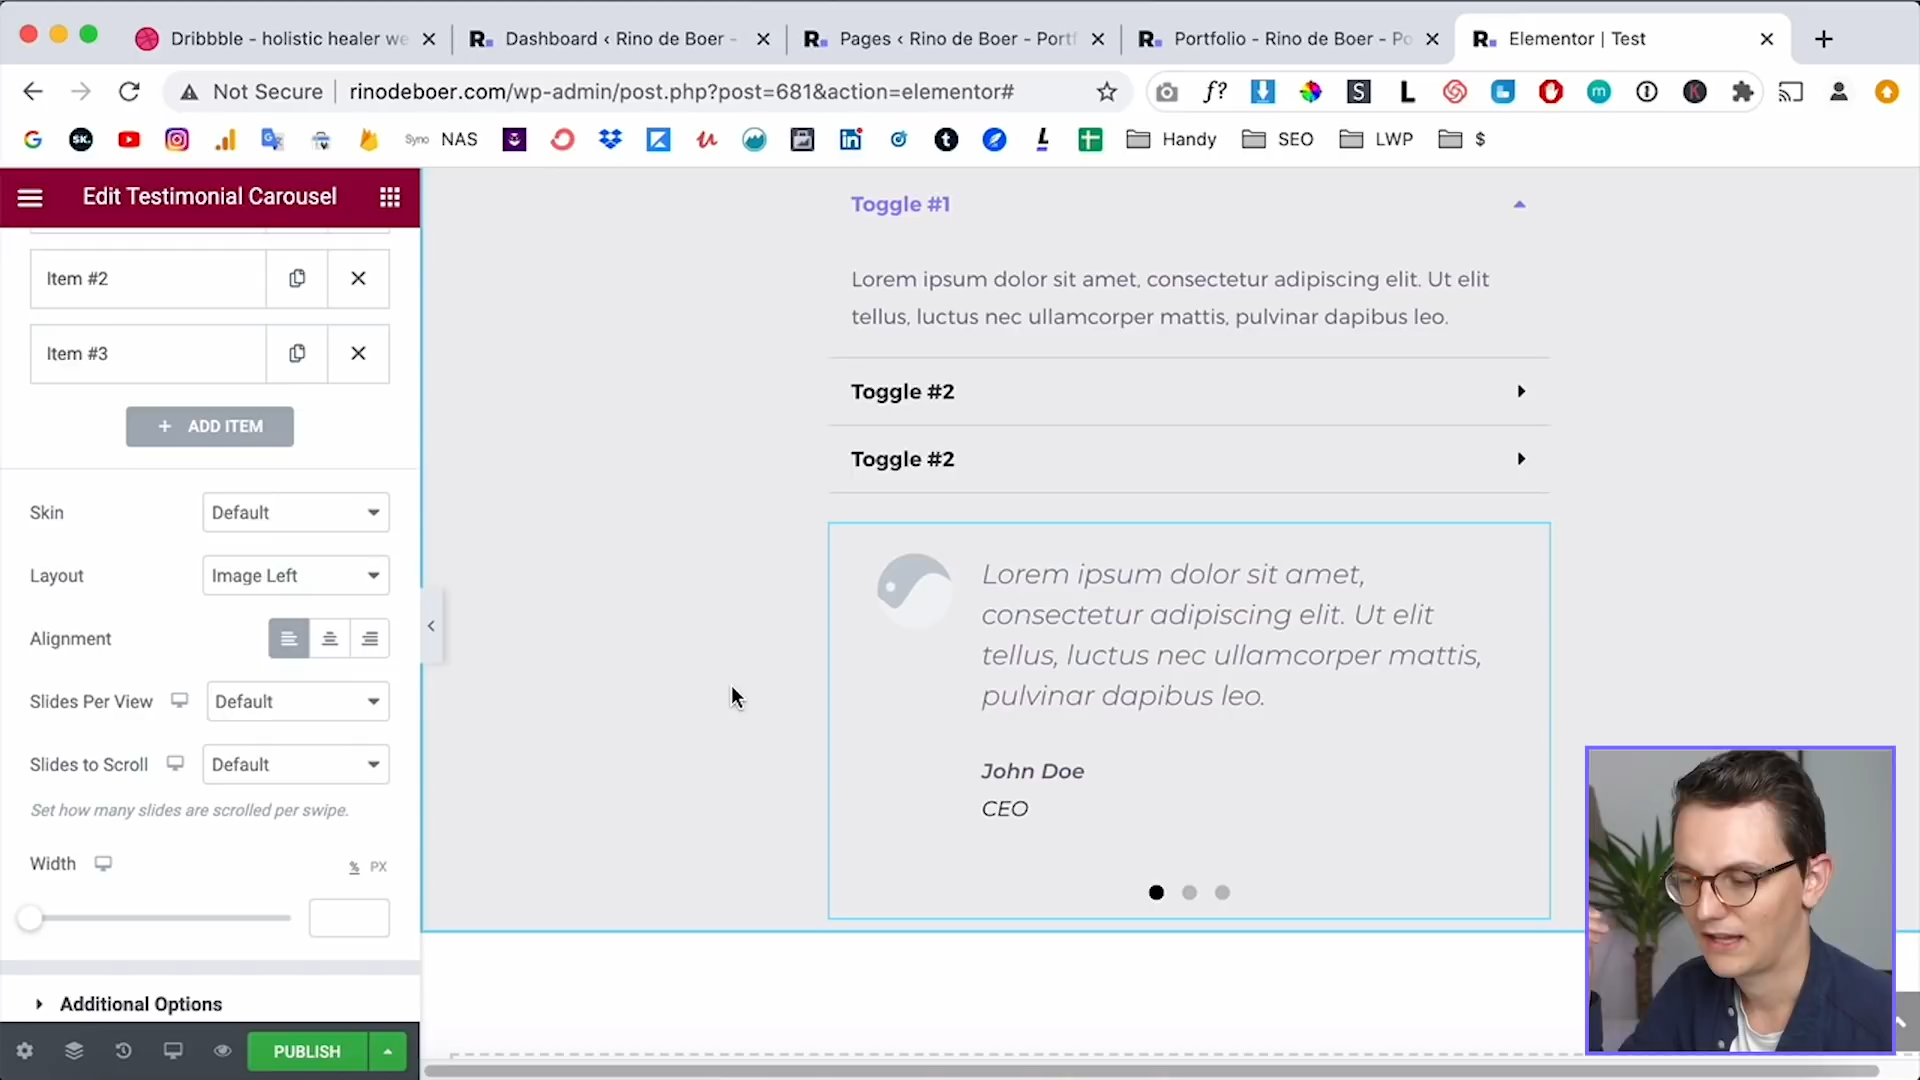 Dribbble - holistic healer we
R. Dashboard ‹ Rino de Boer -
R. Pages ‹ Rino de Boer - Portf
R. Portfolio - Rino de Boer - Po
R. Elementor | Test
Not Secure
rinodeboer.com/wp-admin/post.php?post=681&action=elementor#
f?
S
L
m
K
SK.
Syno NAS
Handy
SEO
LWP
$
Edit Testimonial Carousel
Item #2
Item #3
+ ADD ITEM
Skin
Default
Layout
Image Left
Alignment
Slides Per View
Default
Slides to Scroll
Default
Set how many slides are scrolled per swipe.
Width
% PX
Additional Options
PUBLISH
Toggle #1
Lorem ipsum dolor sit amet, consectetur adipiscing elit. Ut elit
tellus, luctus nec ullamcorper mattis, pulvinar dapibus leo.
Toggle #2
Toggle #2
Lorem ipsum dolor sit amet,
consectetur adipiscing elit. Ut elit
tellus, luctus nec ullamcorper mattis,
pulvinar dapibus leo.
John Doe
CEO